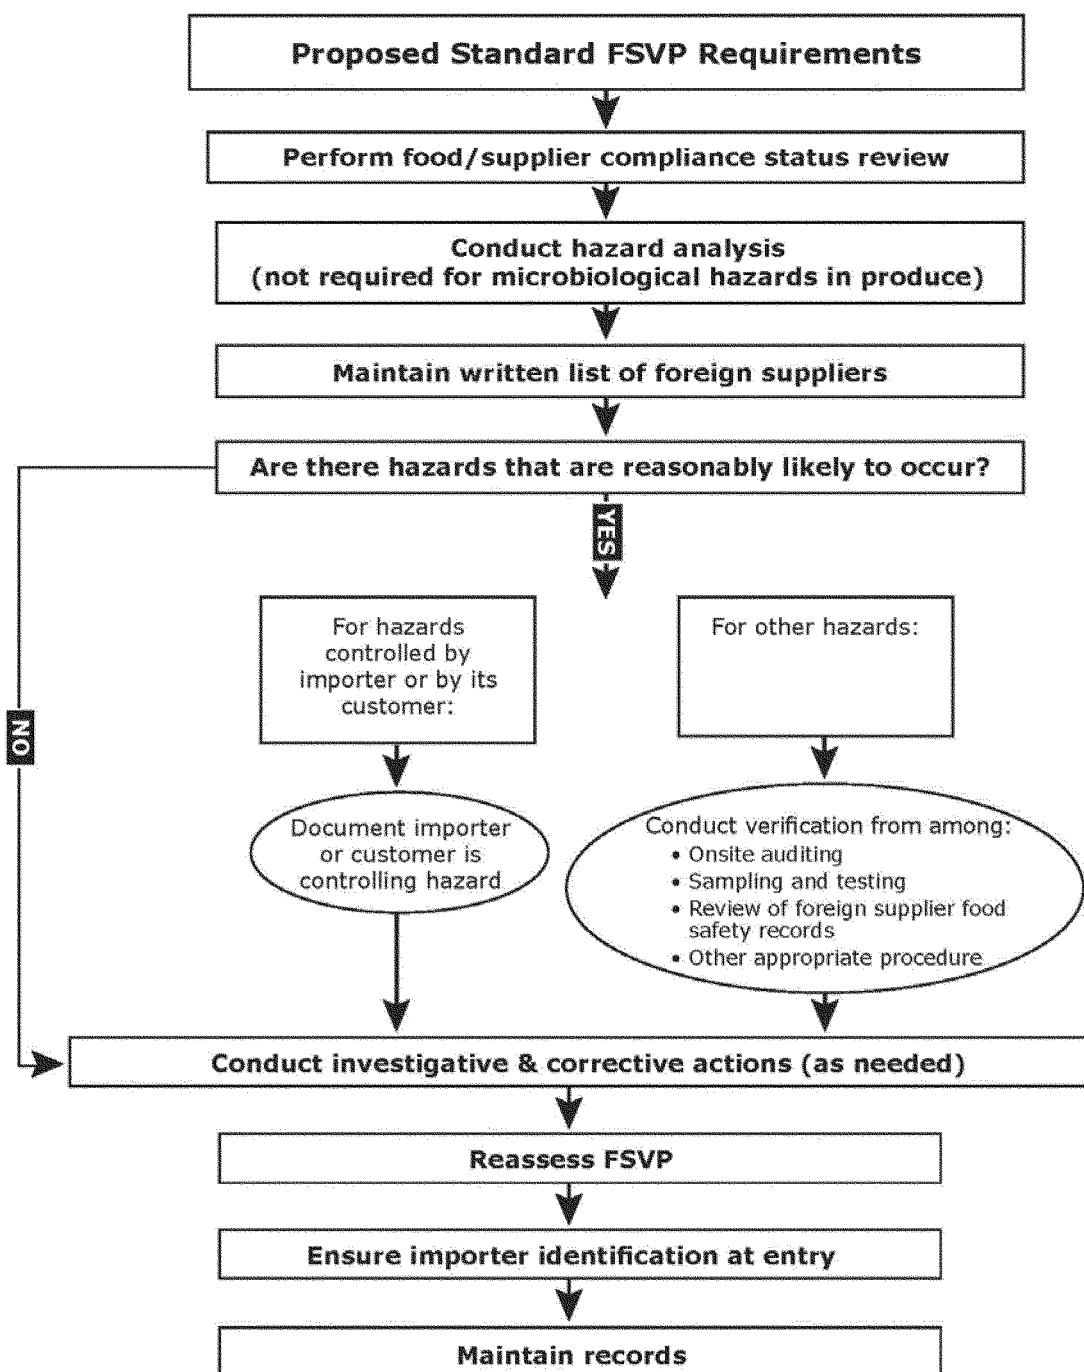 Proposed Standard FSVP Requirements
Perform food/supplier compliance status review
Conduct hazard analysis
(not required for microbiological hazards in produce)
Maintain written list of foreign suppliers
Are there hazards that are reasonably likely to occur?
YES
NO
For hazards
controlled by
importer or by its
customer:
For other hazards:
Document importer
or customer is
controlling hazard
Conduct verification from among:
• Onsite auditing
• Sampling and testing
• Review of foreign supplier food
safety records
• Other appropriate procedure
Conduct investigative & corrective actions (as needed)
Reassess FSVP
Ensure importer identification at entry
Maintain records